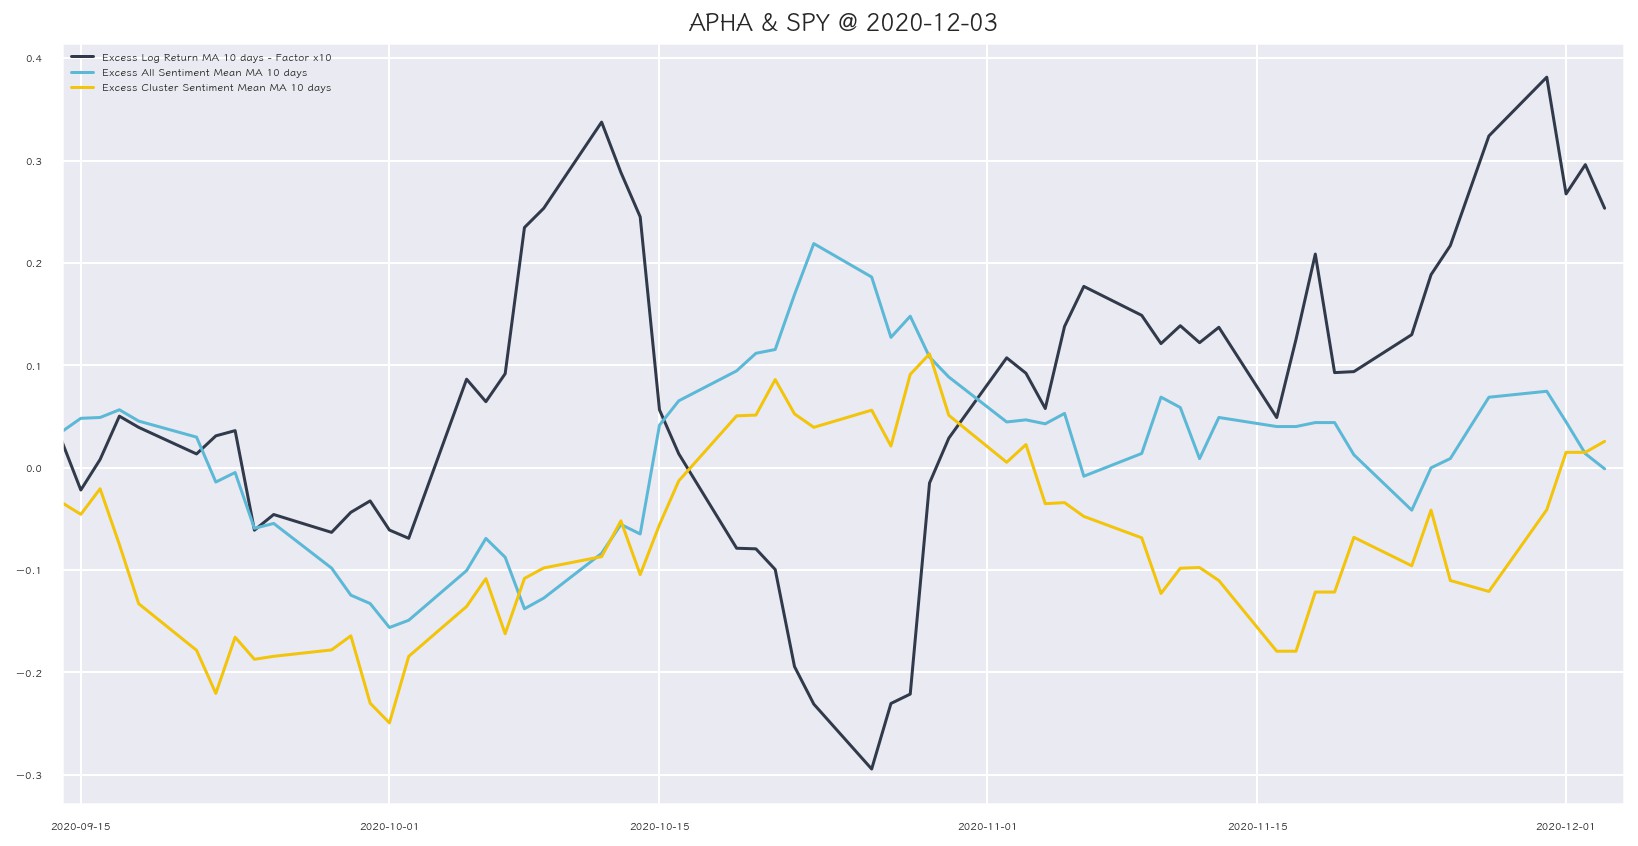 APHA & SPY @ 2020-12-03
Excess Log Return MA 10 days - Factor x10
Excess All Sentiment Mean MA 10 days
Excess Cluster Sentiment Mean MA 10 days
0.4
0.3
0.2
0.1
0.0
−0.1
−0.2
−0.3
2020-09-15 2020-10-01 2020-10-15 2020-11-01 2020-11-15 2020-12-01